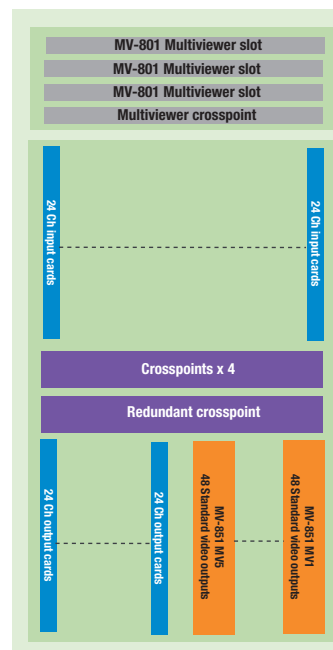 MV-801 Multiviewer slot
MV-801 Multiviewer slot
MV-801 Multiviewer slot
Multiviewer crosspoint
24 Ch input cards
24 Ch input cards
Crosspoints x 4
Redundant crosspoint
24 Ch output cards
24 Ch output cards
MV-851 MV5
48 Standard video outputs
MV-851 MV1
48 Standard video outputs